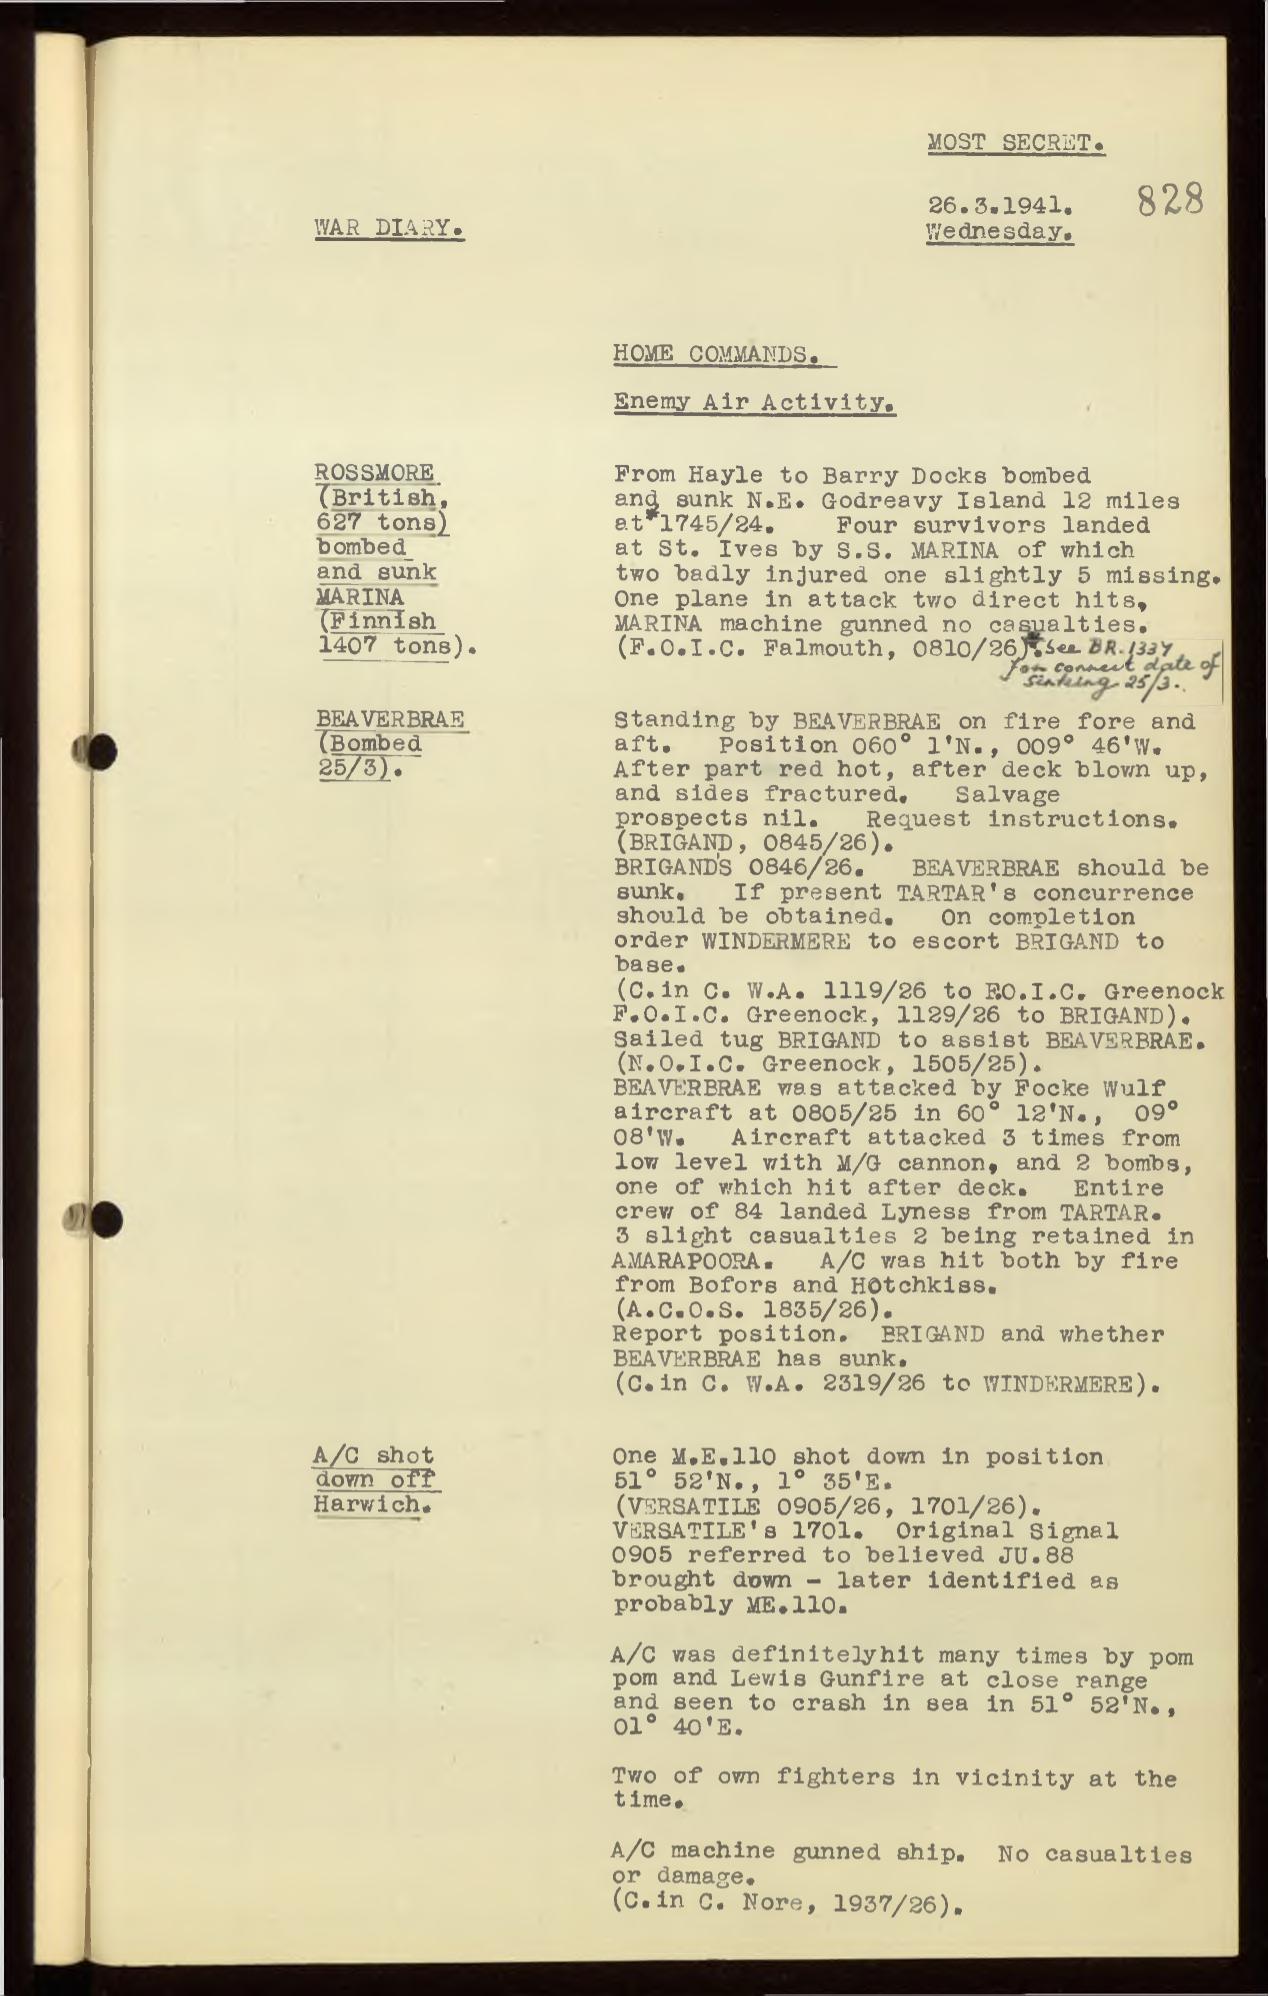 MOST SECRET.
26.3.1941. 828
WAR DIARY. Wednesday.
HOME COMMANDS.
Enemy Air Activity.
ROSSMORE
(British,
627 tons)
bombed
and sunk
MARINA
(Finnish
1407 tons).
From Hayle to Barry Docks bombed
and sunk N.E. Godreavy Island 12 miles
at*1745/24. Four survivors landed
at St. Ives by S.S. MARINA of which
two badly injured one slightly 5 missing.
One plane in attack two direct hits,
MARINA machine gunned no casualties.
(F.O.I.C. Falmouth, 0810/26)*. See BR.1337
for correct date of
sinking 25/3.
BEAVERBRAE
(Bombed
25/3).
Standing by BEAVERBRAE on fire fore and
aft. Position 060° 1'N., 009° 46'W.
After part red hot, after deck blown up,
and sides fractured. Salvage
prospects nil. Request instructions.
(BRIGAND, 0845/26).
BRIGAND'S 0846/26. BEAVERBRAE should be
sunk. If present TARTAR's concurrence
should be obtained. On completion
order WINDERMERE to escort BRIGAND to
base.
(C.in C. W.A. 1119/26 to F.O.I.C. Greenock
F.O.I.C. Greenock, 1129/26 to BRIGAND).
Sailed tug BRIGAND to assist BEAVERBRAE.
(N.O.I.C. Greenock, 1505/25).
BEAVERBRAE was attacked by Focke Wulf
aircraft at 0805/25 in 60° 12'N., 09°
08'W. Aircraft attacked 3 times from
low level with M/G cannon, and 2 bombs,
one of which hit after deck. Entire
crew of 84 landed Lyness from TARTAR.
3 slight casualties 2 being retained in
AMARAPOORA. A/C was hit both by fire
from Bofors and Hotchkiss.
(A.C.O.S. 1835/26).
Report position. BRIGAND and whether
BEAVERBRAE has sunk.
(C.in C. W.A. 2319/26 to WINDERMERE).
A/C shot
down off
Harwich.
One M.E.110 shot down in position
51° 52'N., 1° 35'E.
(VERSATILE 0905/26, 1701/26).
VERSATILE's 1701. Original Signal
0905 referred to believed JU.88
brought down - later identified as
probably ME.110.
A/C was definitelyhit many times by pom
pom and Lewis Gunfire at close range
and seen to crash in sea in 51° 52'N.,
01° 40'E.
Two of own fighters in vicinity at the
time.
A/C machine gunned ship. No casualties
or damage.
(C.in C. Nore, 1937/26).